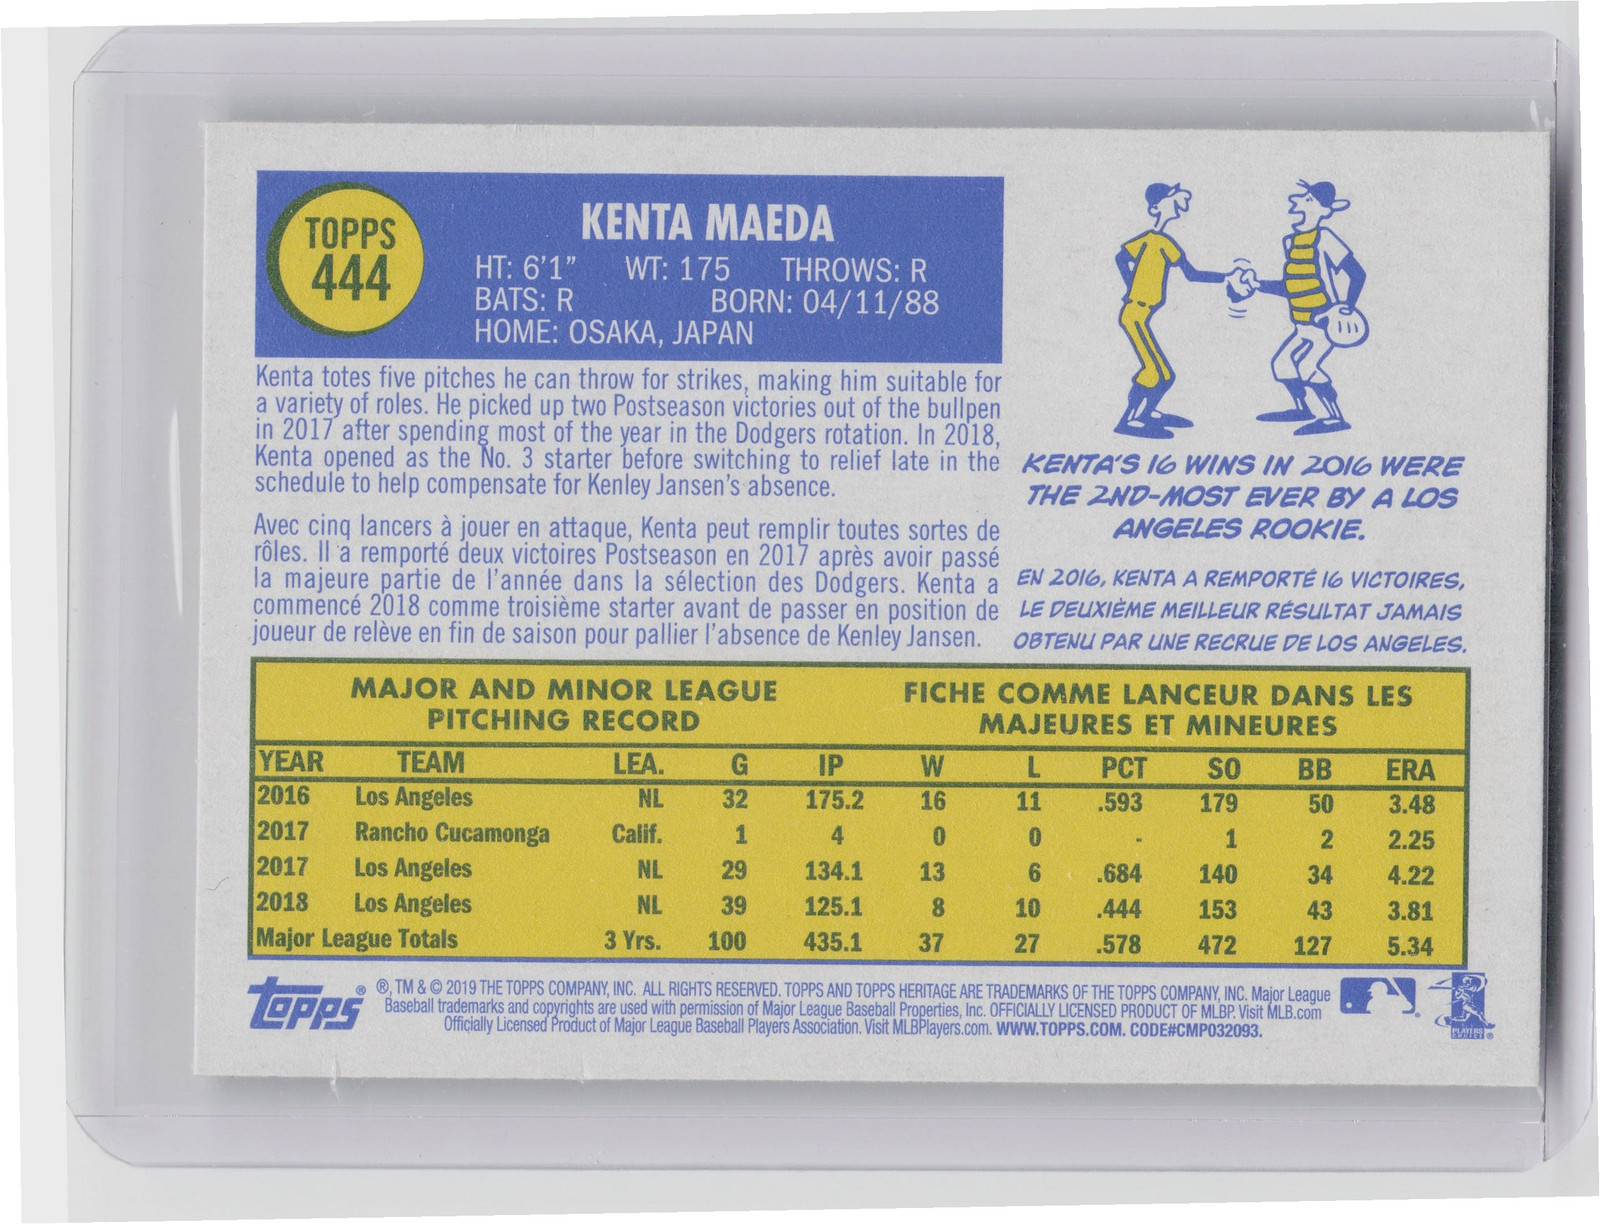 TOPPS
444
KENTA MAEDA
HT: 6'1" WT: 175 THROWS: R
BATS: R BORN: 04/11/88
HOME: OSAKA, JAPAN
Kenta totes five pitches he can throw for strikes, making him suitable for
a variety of roles. He picked up two Postseason victories out of the bullpen
in 2017 after spending most of the year in the Dodgers rotation. In 2018,
Kenta opened as the No. 3 starter before switching to relief late in the
schedule to help compensate for Kenley Jansen's absence.
Avec cinq lancers à jouer en attaque, Kenta peut remplir toutes sortes de
rôles. Il a remporté deux victoires Postseason en 2017 après avoir passé
la majeure partie de l'année dans la sélection des Dodgers. Kenta a
commencé 2018 comme troisième starter avant de passer en position de
joueur de relève en fin de saison pour pallier l'absence de Kenley Jansen.
KENTA'S 16 WINS IN 2016 WERE
THE 2ND-MOST EVER BY A LOS
ANGELES ROOKIE.
EN 2016, KENTA A REMPORTÉ 16 VICTOIRES,
LE DEUXIÈME MEILLEUR RÉSULTAT JAMAIS
OBTENU PAR UNE RECRUE DE LOS ANGELES.
MAJOR AND MINOR LEAGUE
PITCHING RECORD
FICHE COMME LANCEUR DANS LES
MAJEURES ET MINEURES
YEAR TEAM LEA. G IP W L PCT SO BB ERA
2016 Los Angeles NL 32 175.2 16 11 .593 179 50 3.48
2017 Rancho Cucamonga Calif. 1 4 0 0 - 1 2 2.25
2017 Los Angeles NL 29 134.1 13 6 .684 140 34 4.22
2018 Los Angeles NL 39 125.1 8 10 .444 153 43 3.81
Major League Totals 3 Yrs. 100 435.1 37 27 .578 472 127 5.34
topps®
®, TM & © 2019 THE TOPPS COMPANY, INC. ALL RIGHTS RESERVED. TOPPS AND TOPPS HERITAGE ARE TRADEMARKS OF THE TOPPS COMPANY, INC. Major League
Baseball trademarks and copyrights are used with permission of Major League Baseball Properties, Inc. OFFICIALLY LICENSED PRODUCT OF MLBP. Visit MLB.com
Officially Licensed Product of Major League Baseball Players Association. Visit MLBPlayers.com. WWW.TOPPS.COM. CODE#CMP032093.
PLAYERS
CHOICE ®